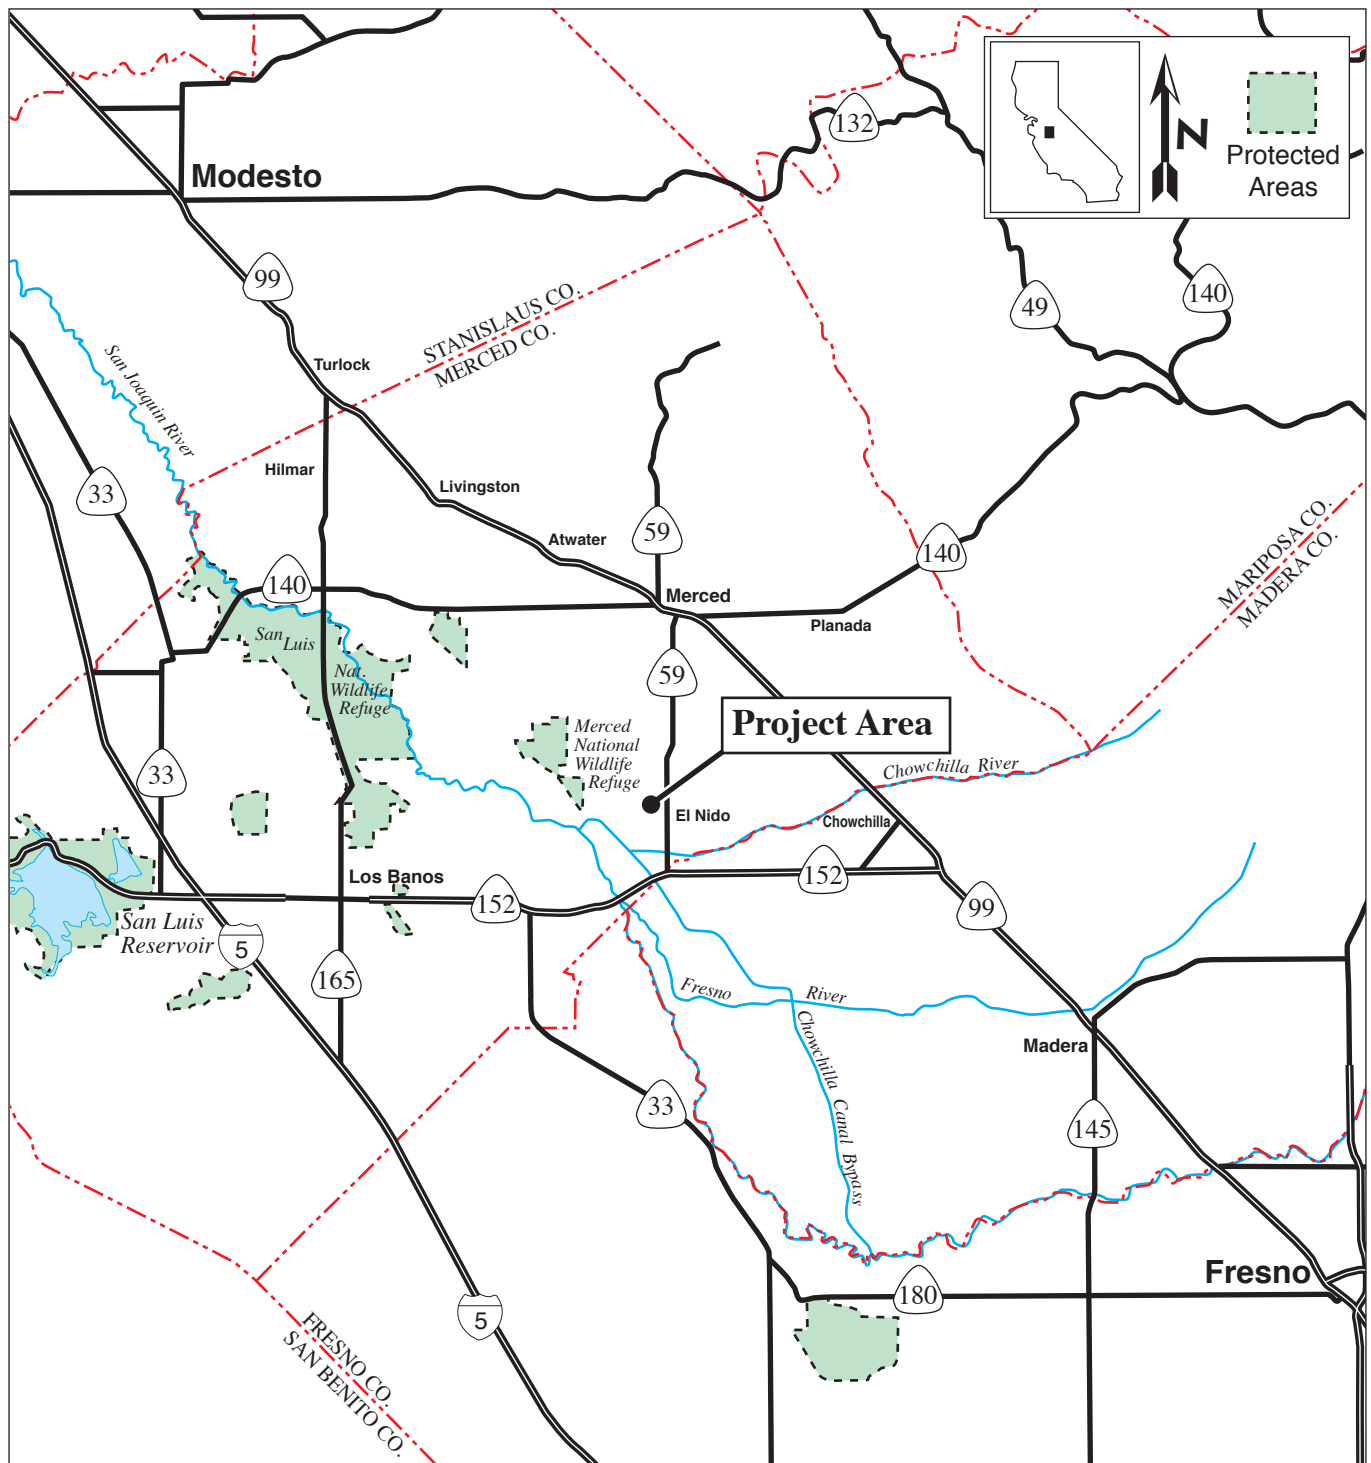 132
N
Protected
Areas
Modesto
99
49
140
STANISLAUS CO.
MERCED CO.
San Joaquin River
Turlock
Hilmar
33
Livingston
Atwater
59
140
MARIPOSA CO.
MADERA CO.
140
Merced
Planada
San Luis
Nat.
Wildlife
Refuge
59
Project Area
Merced
National
Wildlife
Refuge
33
Chowchilla River
El Nido
Chowchilla
Los Banos
152
152
99
San Luis
Reservoir
5
165
Fresno River
Chowchilla Canal Bypass
Madera
33
145
Fresno
180
5
FRESNO CO.
SAN BENITO CO.